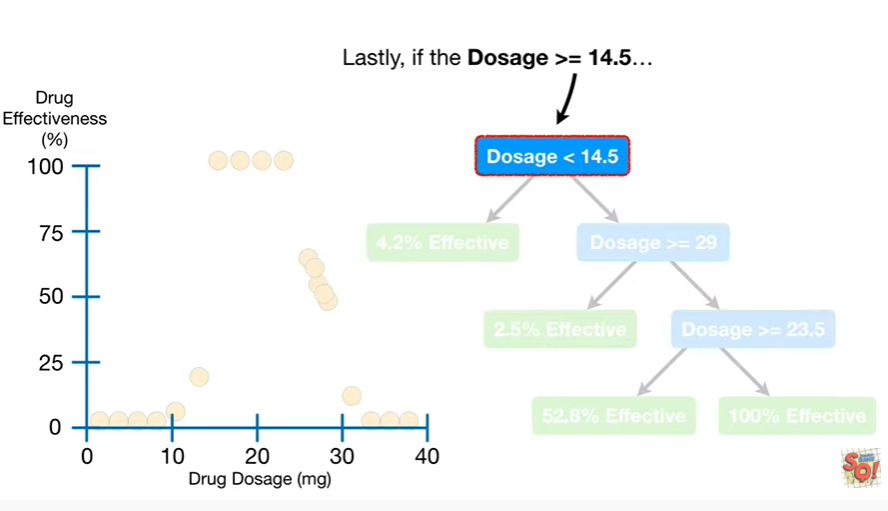 Lastly, if the Dosage >= 14.5…
Drug
Effectiveness
(%)
100
75
50
25
0
0 10 20 30 40
Drug Dosage (mg)
Dosage < 14.5
4.2% Effective
Dosage >= 29
2.5% Effective
Dosage >= 23.5
52.8% Effective
100% Effective
SQ!